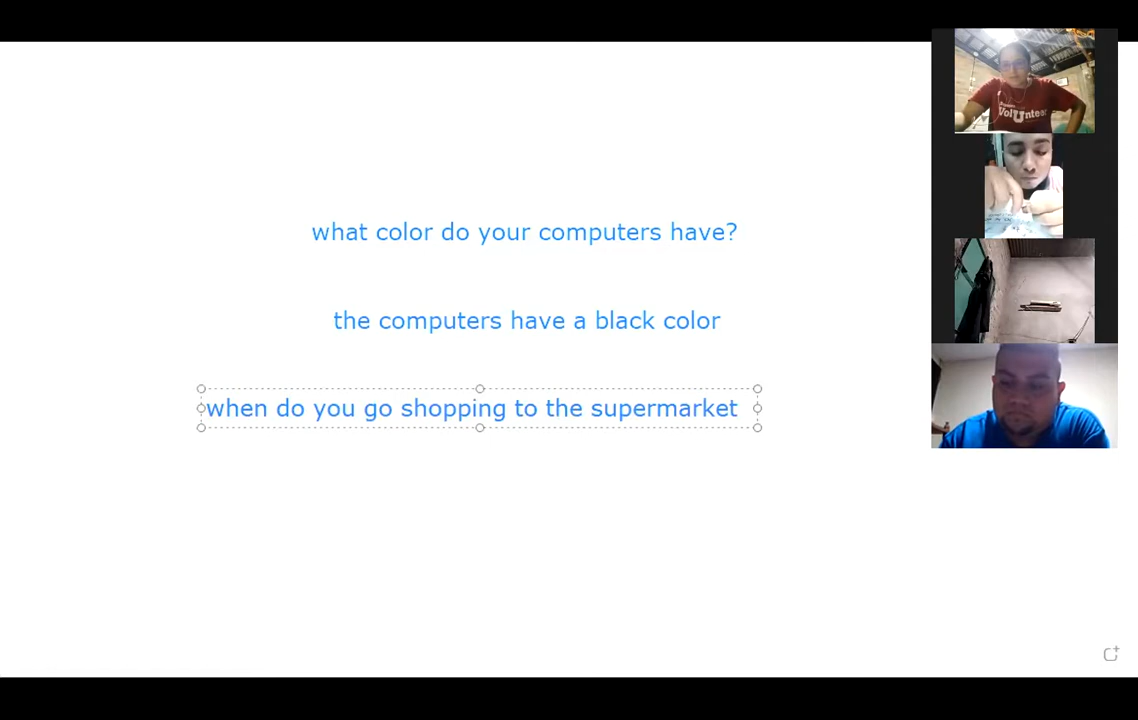 what color do your computers have?
the computers have a black color
when do you go shopping to the supermarket
Volunteer